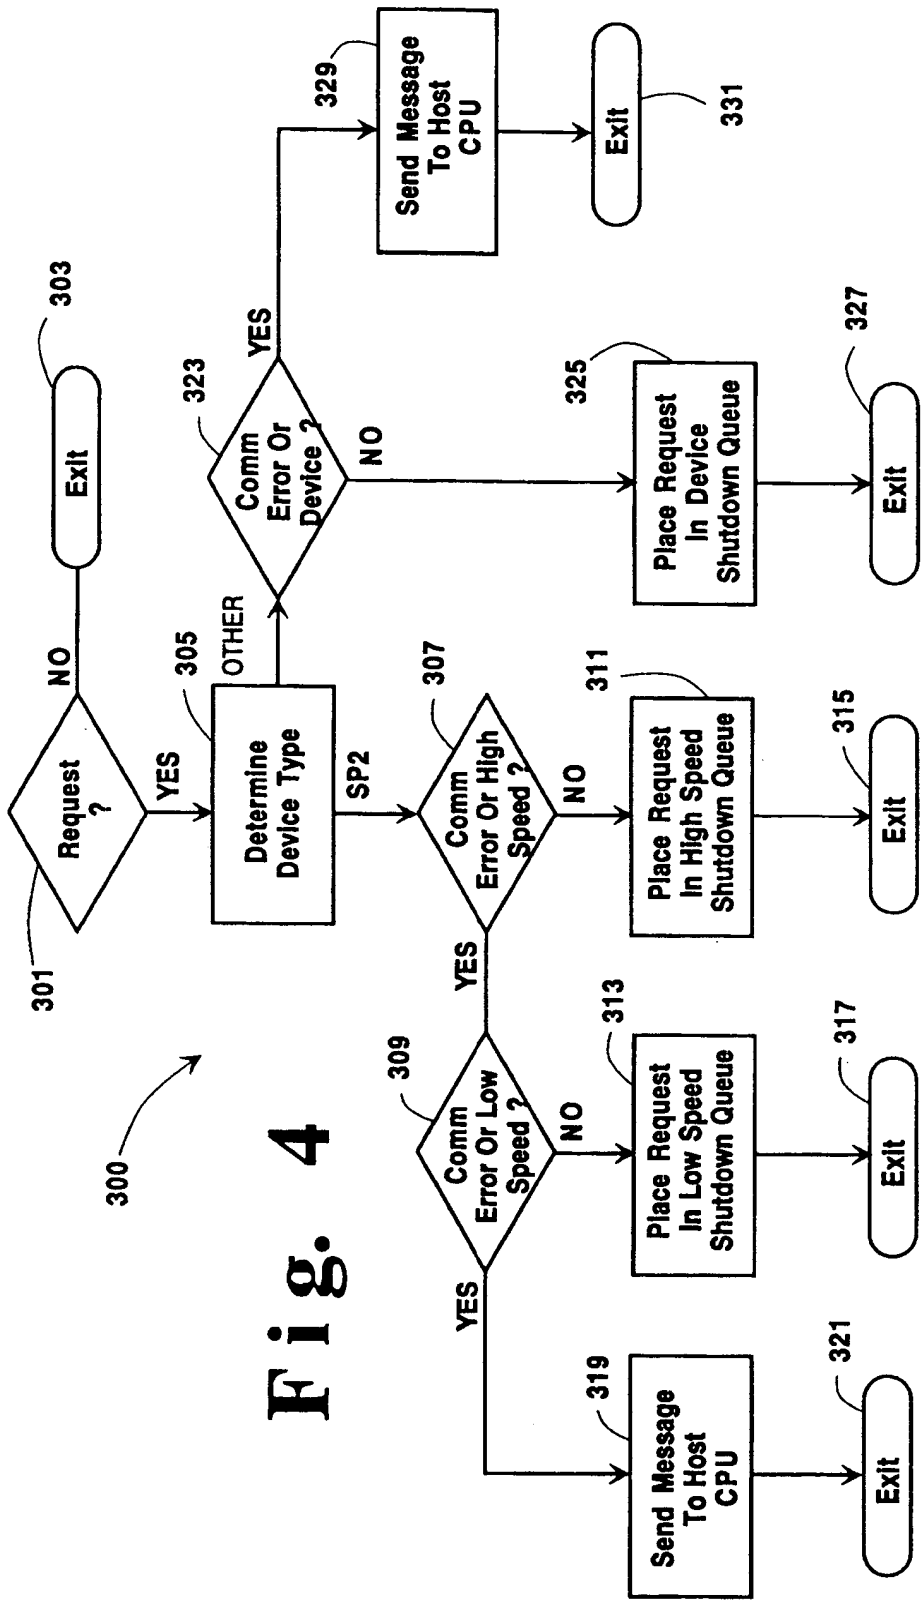 301
Request
?
NO
Exit
303
YES
305
Determine
Device Type
OTHER
323
Comm
Error Or
Device ?
YES
329
Send Message
To Host
CPU
Exit
331
NO
325
Place Request
In Device
Shutdown Queue
327
Exit
SP2
307
Comm
Error Or High
Speed ?
NO
311
Place Request
In High Speed
Shutdown Queue
315
Exit
YES
309
Comm
Error Or Low
Speed ?
NO
313
Place Request
In Low Speed
Shutdown Queue
317
Exit
YES
319
Send Message
To Host
CPU
321
Exit
300
Fig. 4